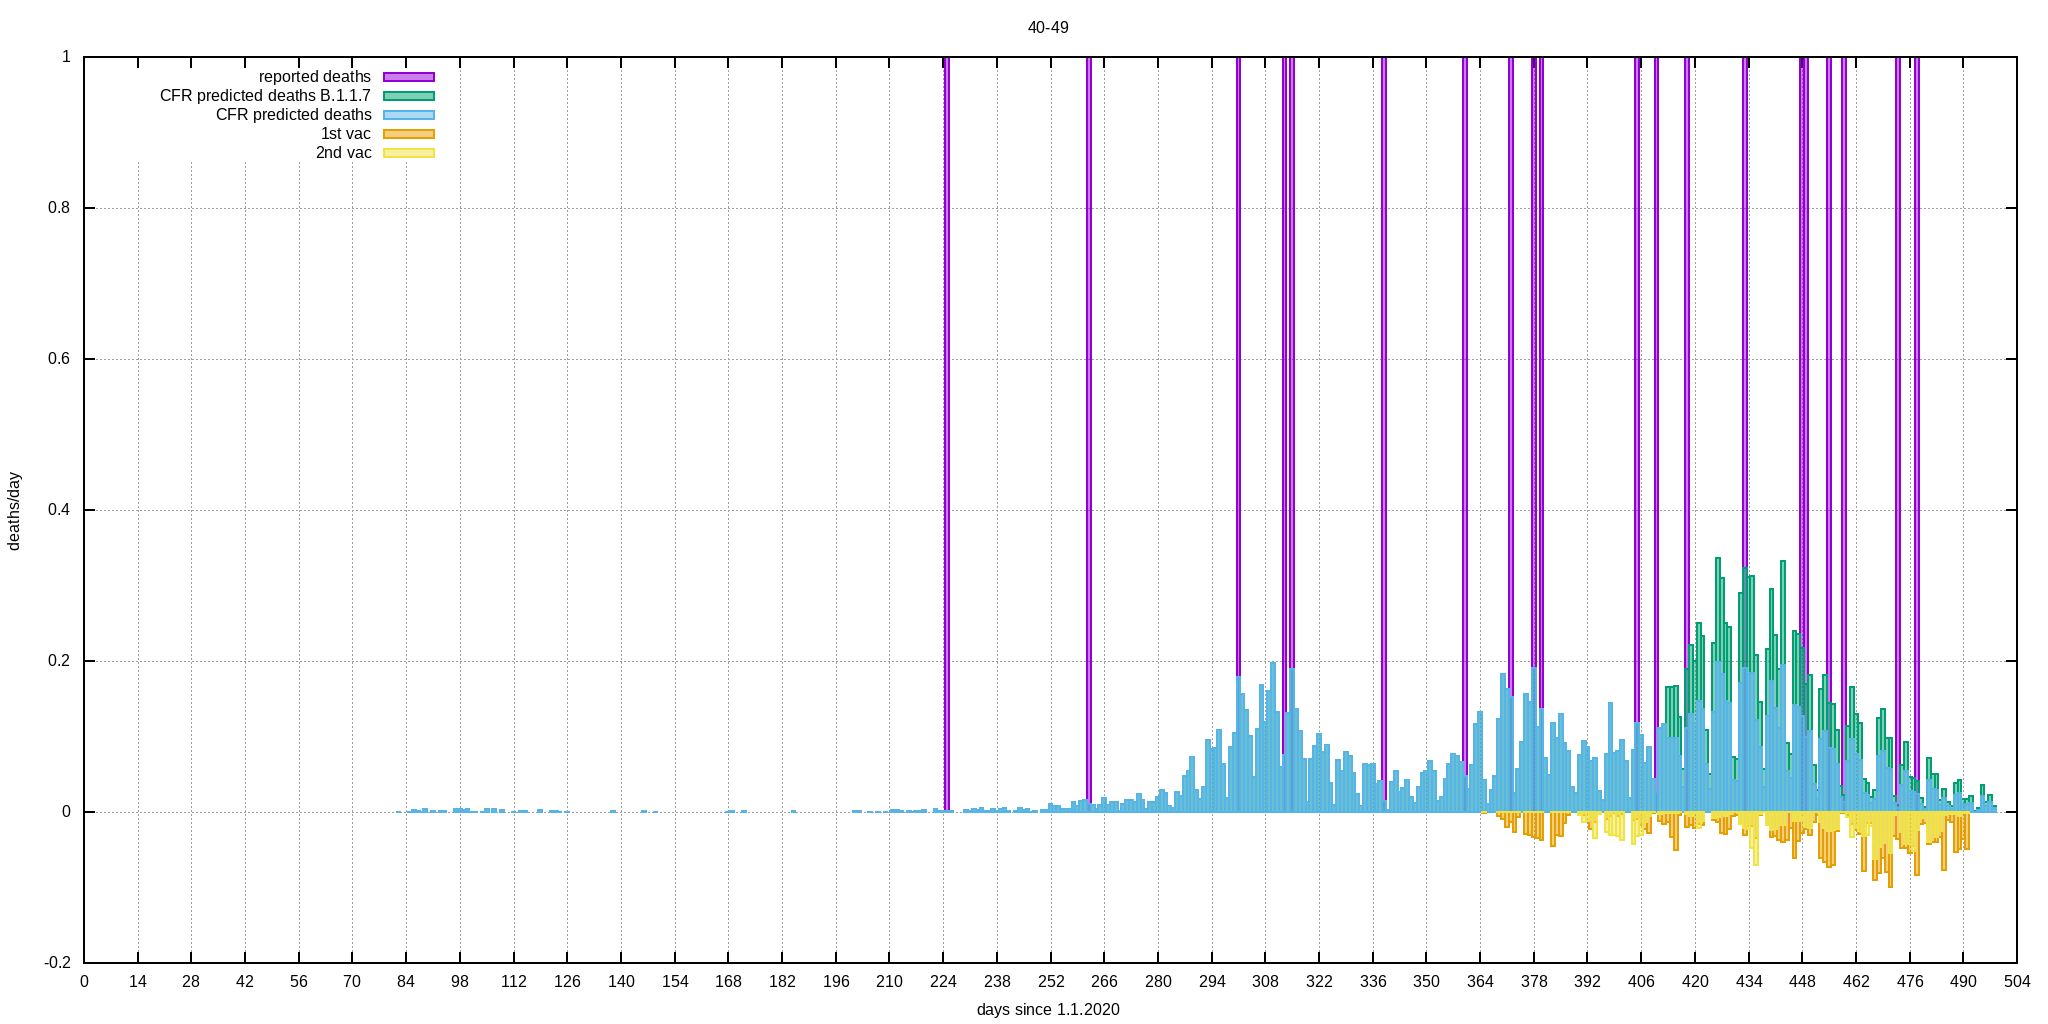 40-49
1
reported deaths
CFR predicted deaths B.1.1.7
CFR predicted deaths
1st vac
2nd vac
0.8
0.6
0.4
0.2
0
-0.2
deaths/day
0 14 28 42 56 70 84 98 112 126 140 154 168 182 196 210 224 238 252 266 280 294 308 322 336 350 364 378 392 406 420 434 448 462 476 490 504
days since 1.1.2020